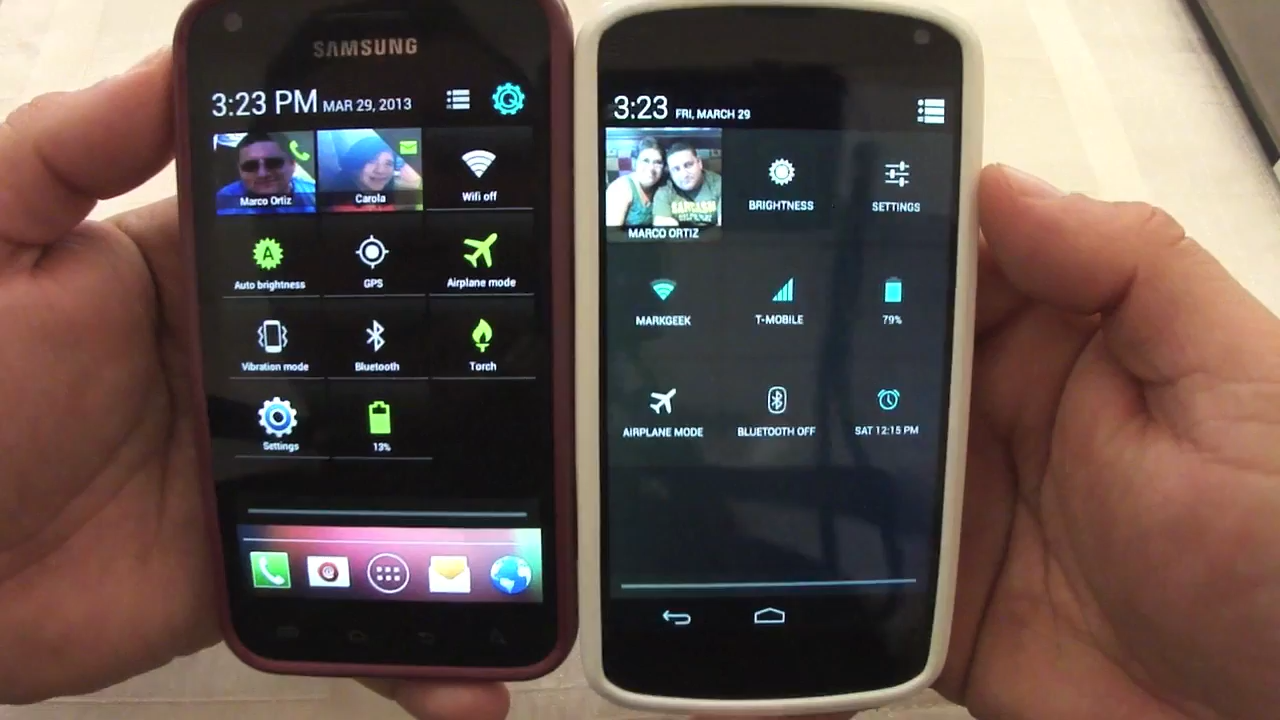 SAMSUNG
3:23 PM MAR 29, 2013
Marco Ortiz
Carola
Wifi off
A
Auto brightness
GPS
Airplane mode
Vibration mode
Bluetooth
Torch
Settings
13%
3:23 FRI, MARCH 29
MARCO ORTIZ
BRIGHTNESS
SETTINGS
MARKGEEK
T-MOBILE
79%
AIRPLANE MODE
BLUETOOTH OFF
SAT 12:15 PM